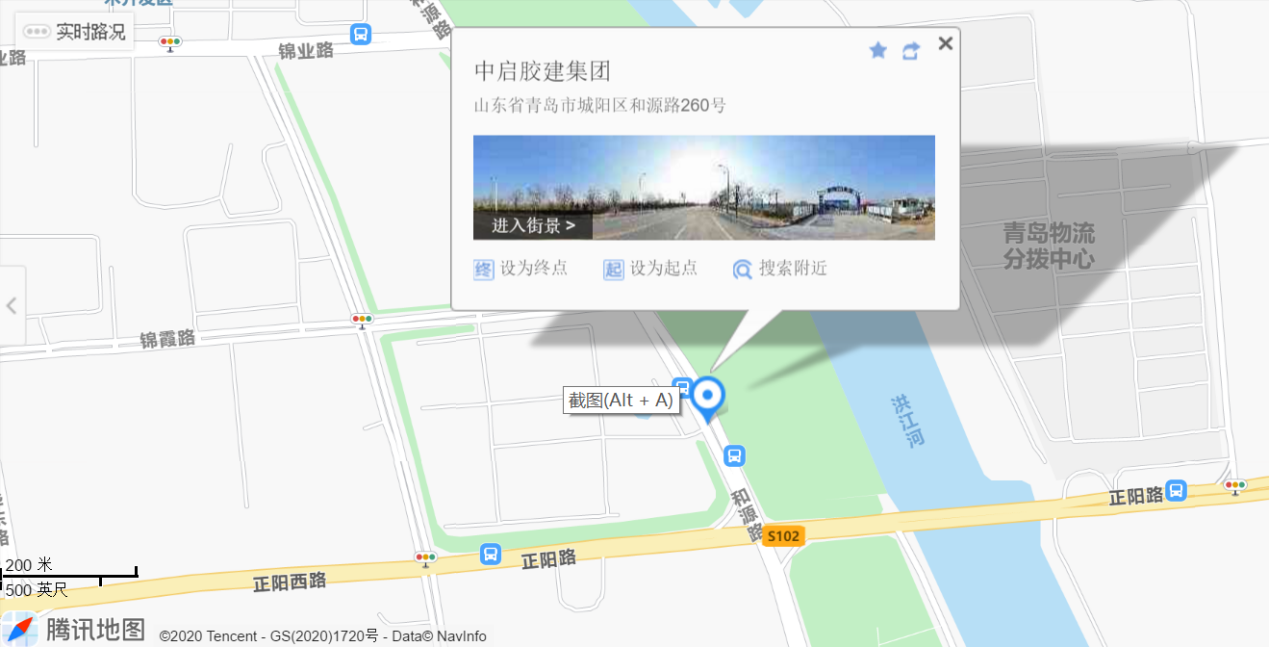 实时路况
锦业路
和源路
业路
中启胶建集团
山东省青岛市城阳区和源路260号
进入街景 >
终 设为终点
起 设为起点
搜索附近
青岛物流
分拨中心
锦霞路
截图(Alt + A)
洪江河
和源路
S102
正阳路
正阳路
正阳西路
200 米
500 英尺
腾讯地图
©2020 Tencent - GS(2020)1720号 - Data© NavInfo